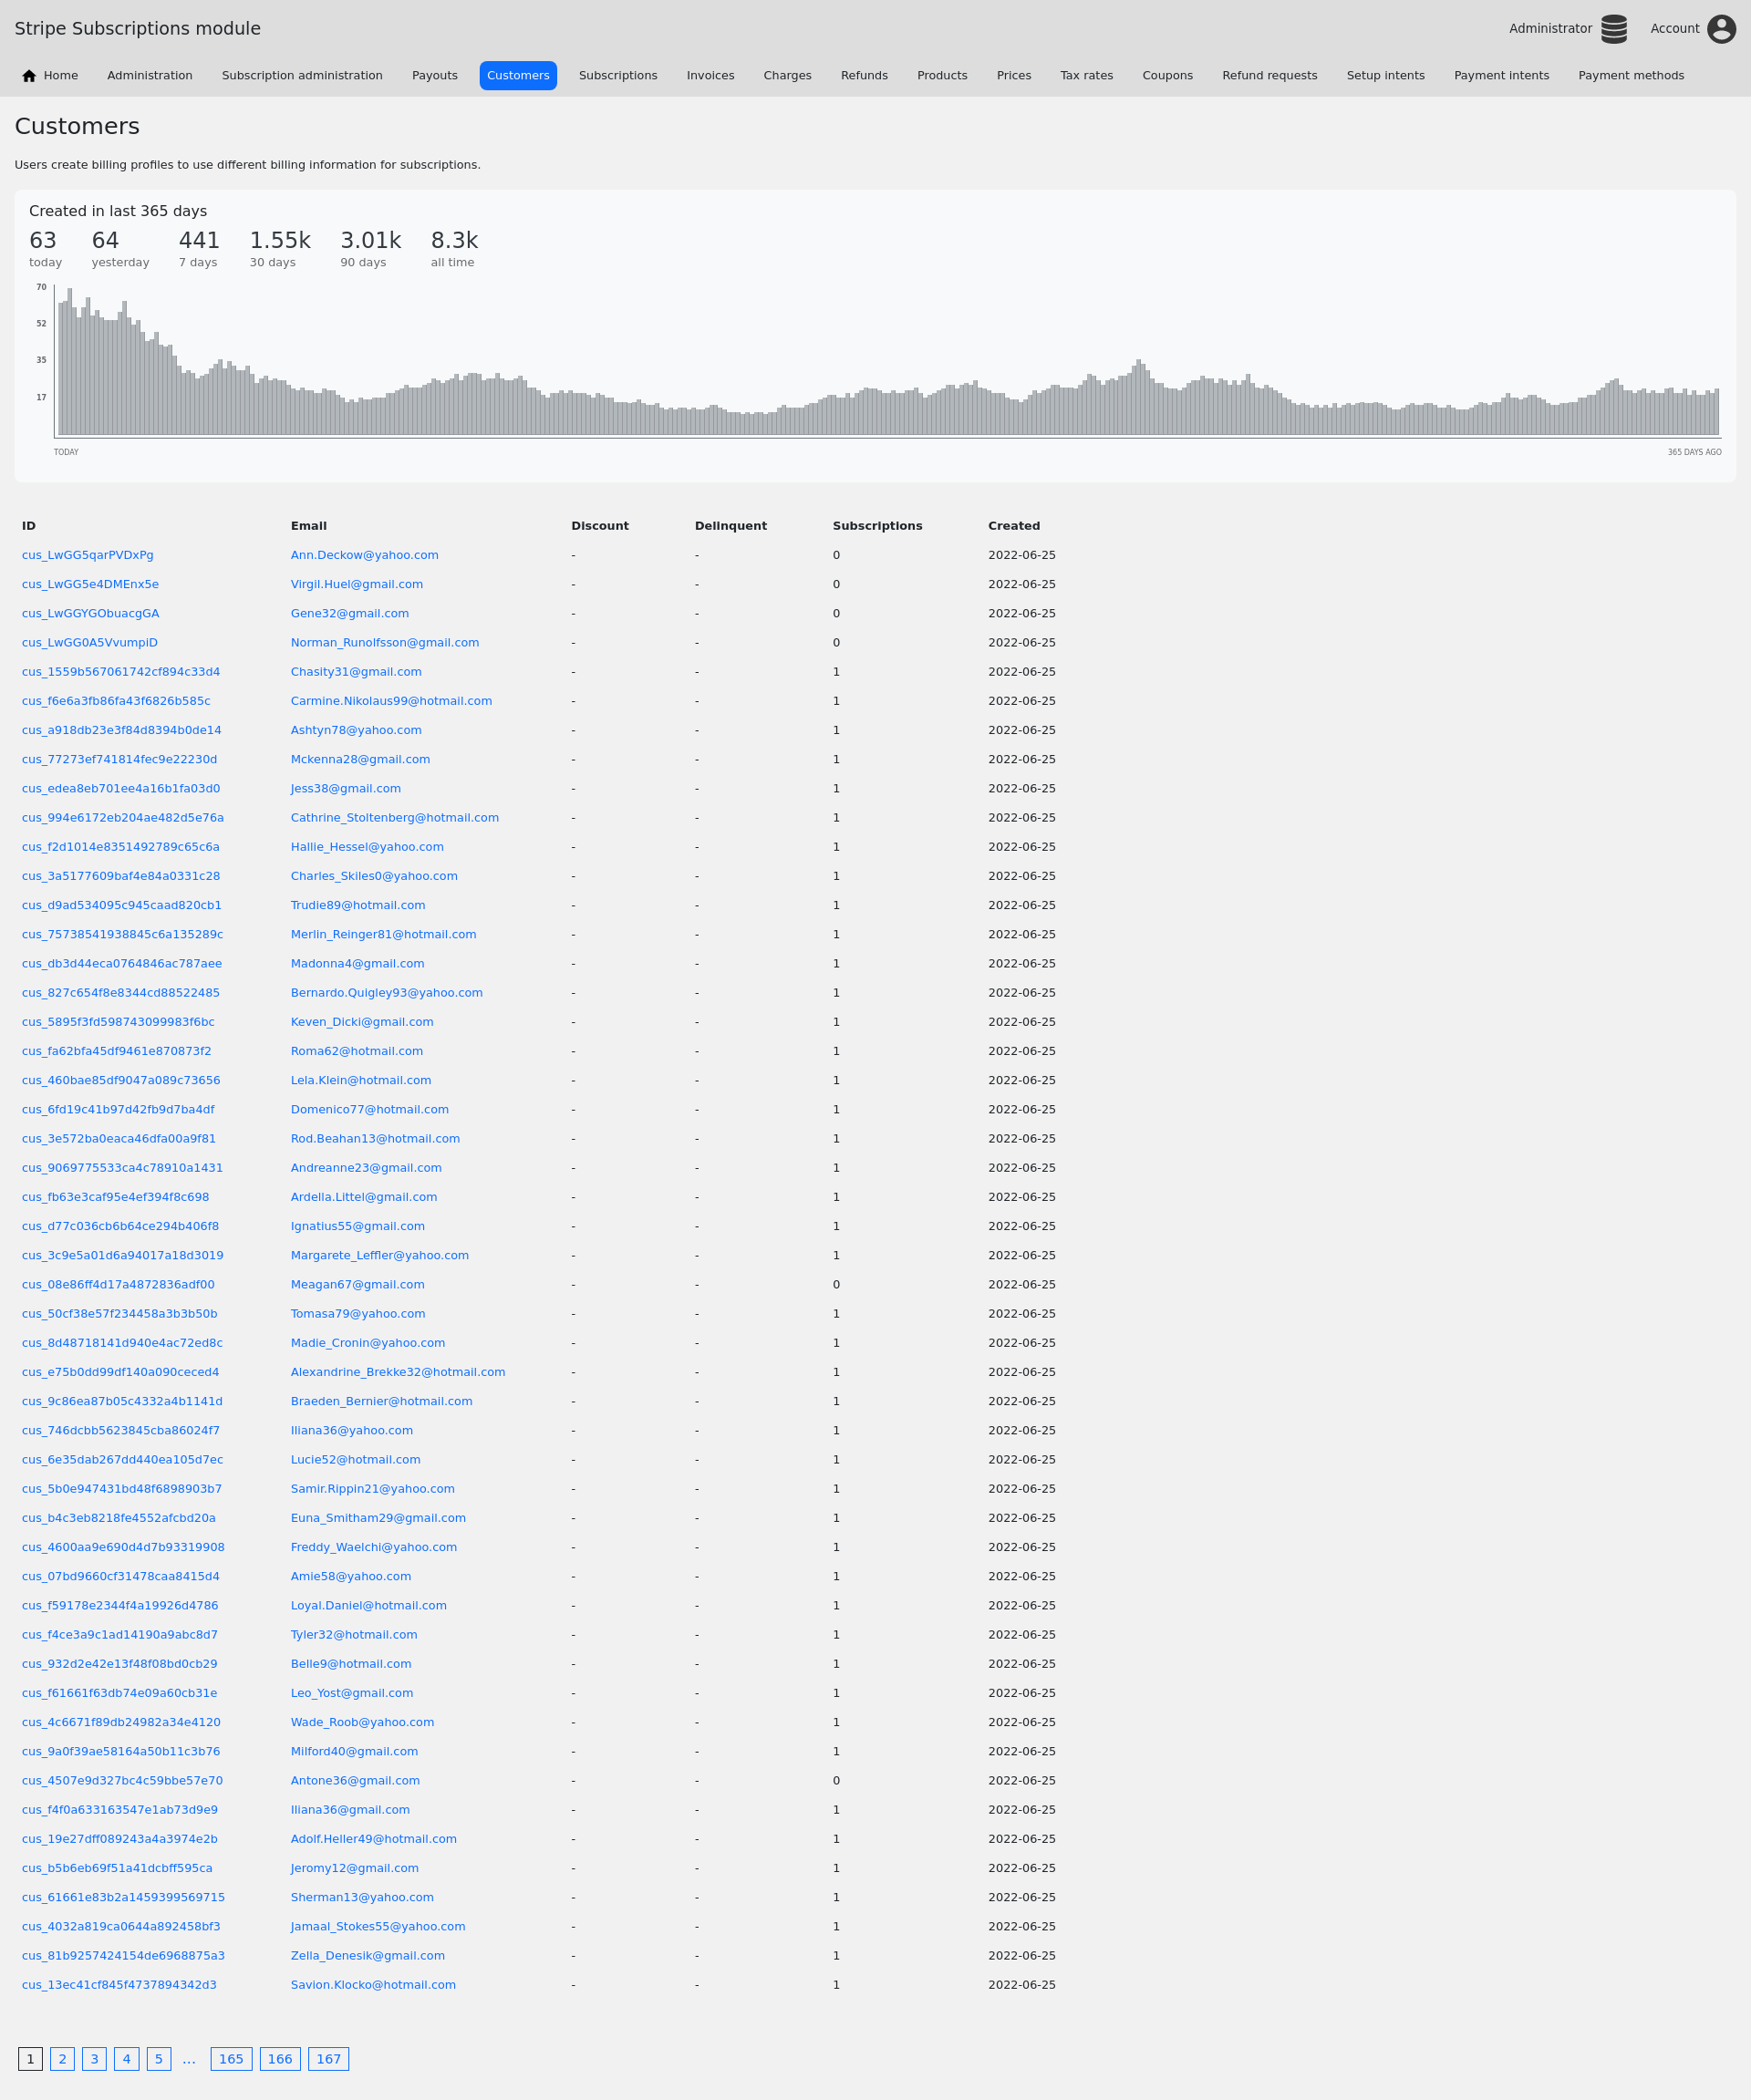 Stripe Subscriptions module Administrator Account
Home Administration Subscription administration Payouts Customers Subscriptions Invoices Charges Refunds Products Prices Tax rates Coupons Refund requests Setup intents Payment intents Payment methods
Customers
Users create billing profiles to use different billing information for subscriptions.
Created in last 365 days
63 64 441 1.55k 3.01k 8.3k
today yesterday 7 days 30 days 90 days all time
70
52
35
17
TODAY 365 DAYS AGO
ID Email Discount Delinquent Subscriptions Created
cus_LwGG5qarPVDxPg Ann.Deckow@yahoo.com - - 0 2022-06-25
cus_LwGG5e4DMEnx5e Virgil.Huel@gmail.com - - 0 2022-06-25
cus_LwGGYGObuacgGA Gene32@gmail.com - - 0 2022-06-25
cus_LwGG0A5VvumpiD Norman_Runolfsson@gmail.com - - 0 2022-06-25
cus_1559b567061742cf894c33d4 Chasity31@gmail.com - - 1 2022-06-25
cus_f6e6a3fb86fa43f6826b585c Carmine.Nikolaus99@hotmail.com - - 1 2022-06-25
cus_a918db23e3f84d8394b0de14 Ashtyn78@yahoo.com - - 1 2022-06-25
cus_77273ef741814fec9e22230d Mckenna28@gmail.com - - 1 2022-06-25
cus_edea8eb701ee4a16b1fa03d0 Jess38@gmail.com - - 1 2022-06-25
cus_994e6172eb204ae482d5e76a Cathrine_Stoltenberg@hotmail.com - - 1 2022-06-25
cus_f2d1014e8351492789c65c6a Hallie_Hessel@yahoo.com - - 1 2022-06-25
cus_3a5177609baf4e84a0331c28 Charles_Skiles0@yahoo.com - - 1 2022-06-25
cus_d9ad534095c945caad820cb1 Trudie89@hotmail.com - - 1 2022-06-25
cus_75738541938845c6a135289c Merlin_Reinger81@hotmail.com - - 1 2022-06-25
cus_db3d44eca0764846ac787aee Madonna4@gmail.com - - 1 2022-06-25
cus_827c654f8e8344cd88522485 Bernardo.Quigley93@yahoo.com - - 1 2022-06-25
cus_5895f3fd598743099983f6bc Keven_Dicki@gmail.com - - 1 2022-06-25
cus_fa62bfa45df9461e870873f2 Roma62@hotmail.com - - 1 2022-06-25
cus_460bae85df9047a089c73656 Lela.Klein@hotmail.com - - 1 2022-06-25
cus_6fd19c41b97d42fb9d7ba4df Domenico77@hotmail.com - - 1 2022-06-25
cus_3e572ba0eaca46dfa00a9f81 Rod.Beahan13@hotmail.com - - 1 2022-06-25
cus_9069775533ca4c78910a1431 Andreanne23@gmail.com - - 1 2022-06-25
cus_fb63e3caf95e4ef394f8c698 Ardella.Littel@gmail.com - - 1 2022-06-25
cus_d77c036cb6b64ce294b406f8 Ignatius55@gmail.com - - 1 2022-06-25
cus_3c9e5a01d6a94017a18d3019 Margarete_Leffler@yahoo.com - - 1 2022-06-25
cus_08e86ff4d17a4872836adf00 Meagan67@gmail.com - - 0 2022-06-25
cus_50cf38e57f234458a3b3b50b Tomasa79@yahoo.com - - 1 2022-06-25
cus_8d48718141d940e4ac72ed8c Madie_Cronin@yahoo.com - - 1 2022-06-25
cus_e75b0dd99df140a090ceced4 Alexandrine_Brekke32@hotmail.com - - 1 2022-06-25
cus_9c86ea87b05c4332a4b1141d Braeden_Bernier@hotmail.com - - 1 2022-06-25
cus_746dcbb5623845cba86024f7 Iliana36@yahoo.com - - 1 2022-06-25
cus_6e35dab267dd440ea105d7ec Lucie52@hotmail.com - - 1 2022-06-25
cus_5b0e947431bd48f6898903b7 Samir.Rippin21@yahoo.com - - 1 2022-06-25
cus_b4c3eb8218fe4552afcbd20a Euna_Smitham29@gmail.com - - 1 2022-06-25
cus_4600aa9e690d4d7b93319908 Freddy_Waelchi@yahoo.com - - 1 2022-06-25
cus_07bd9660cf31478caa8415d4 Amie58@yahoo.com - - 1 2022-06-25
cus_f59178e2344f4a19926d4786 Loyal.Daniel@hotmail.com - - 1 2022-06-25
cus_f4ce3a9c1ad14190a9abc8d7 Tyler32@hotmail.com - - 1 2022-06-25
cus_932d2e42e13f48f08bd0cb29 Belle9@hotmail.com - - 1 2022-06-25
cus_f61661f63db74e09a60cb31e Leo_Yost@gmail.com - - 1 2022-06-25
cus_4c6671f89db24982a34e4120 Wade_Roob@yahoo.com - - 1 2022-06-25
cus_9a0f39ae58164a50b11c3b76 Milford40@gmail.com - - 1 2022-06-25
cus_4507e9d327bc4c59bbe57e70 Antone36@gmail.com - - 0 2022-06-25
cus_f4f0a633163547e1ab73d9e9 Iliana36@gmail.com - - 1 2022-06-25
cus_19e27dff089243a4a3974e2b Adolf.Heller49@hotmail.com - - 1 2022-06-25
cus_b5b6eb69f51a41dcbff595ca Jeromy12@gmail.com - - 1 2022-06-25
cus_61661e83b2a1459399569715 Sherman13@yahoo.com - - 1 2022-06-25
cus_4032a819ca0644a892458bf3 Jamaal_Stokes55@yahoo.com - - 1 2022-06-25
cus_81b9257424154de6968875a3 Zella_Denesik@gmail.com - - 1 2022-06-25
cus_13ec41cf845f4737894342d3 Savion.Klocko@hotmail.com - - 1 2022-06-25
1 2 3 4 5 ... 165 166 167